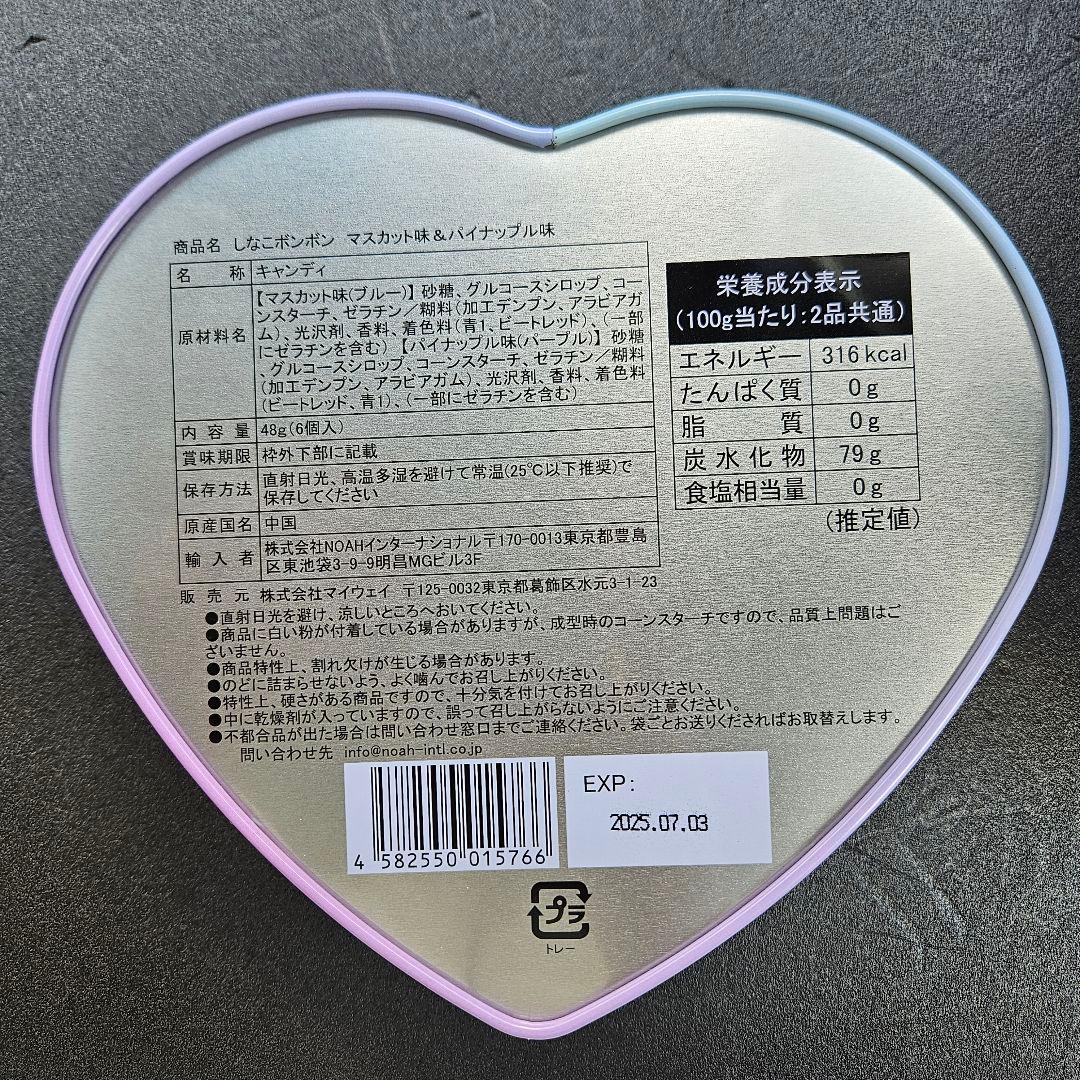 商品名 しなこボンボン マスカット味＆パイナップル味
名称 キャンディ
原材料名 【マスカット味(ブルー)】砂糖、グルコースシロップ、コー
ンスターチ、ゼラチン／糊料(加工デンプン、アラビアガ
ム)、光沢剤、香料、着色料(青1、ビートレッド)、(一部
にゼラチンを含む)【パイナップル味(パープル)】砂糖
、グルコースシロップ、コーンスターチ、ゼラチン／糊料
(加工デンプン、アラビアガム)、光沢剤、香料、着色料
(ビートレッド、青1)、(一部にゼラチンを含む)
内容量 48g(6個入)
賞味期限 枠外下部に記載
保存方法 直射日光、高温多湿を避けて常温(25℃以下推奨)で
保存してください
原産国名 中国
輸入者 株式会社NOAHインターナショナル〒170-0013東京都豊島
区東池袋3-9-9明昌MGビル3F
販売元 株式会社マイウェイ 〒125-0032東京都葛飾区水元3-1-23
栄養成分表示
(100g当たり:2品共通)
エネルギー 316kcal
たんぱく質 0g
脂質 0g
炭水化物 79g
食塩相当量 0g
(推定値)
●直射日光を避け、涼しいところへおいてください。
●商品に白い粉が付着している場合がありますが、成型時のコーンスターチですので、品質上問題はご
ざいません。
●商品特性上、割れ欠けが生じる場合があります。
●のどに詰まらせないよう、よく噛んでお召し上がりください。
●特性上、硬さがある商品ですので、十分気を付けてお召し上がりください。
●中に乾燥剤が入っていますので、誤って召し上がらないようにご注意ください。
●不都合品が出た場合は問い合わせ窓口までご連絡ください。袋ごとお送りくださればお取替えします。
問い合わせ先 info@noah-intl.co.jp
4 582550 015766
EXP:
2025.07.03
プラ
トレー